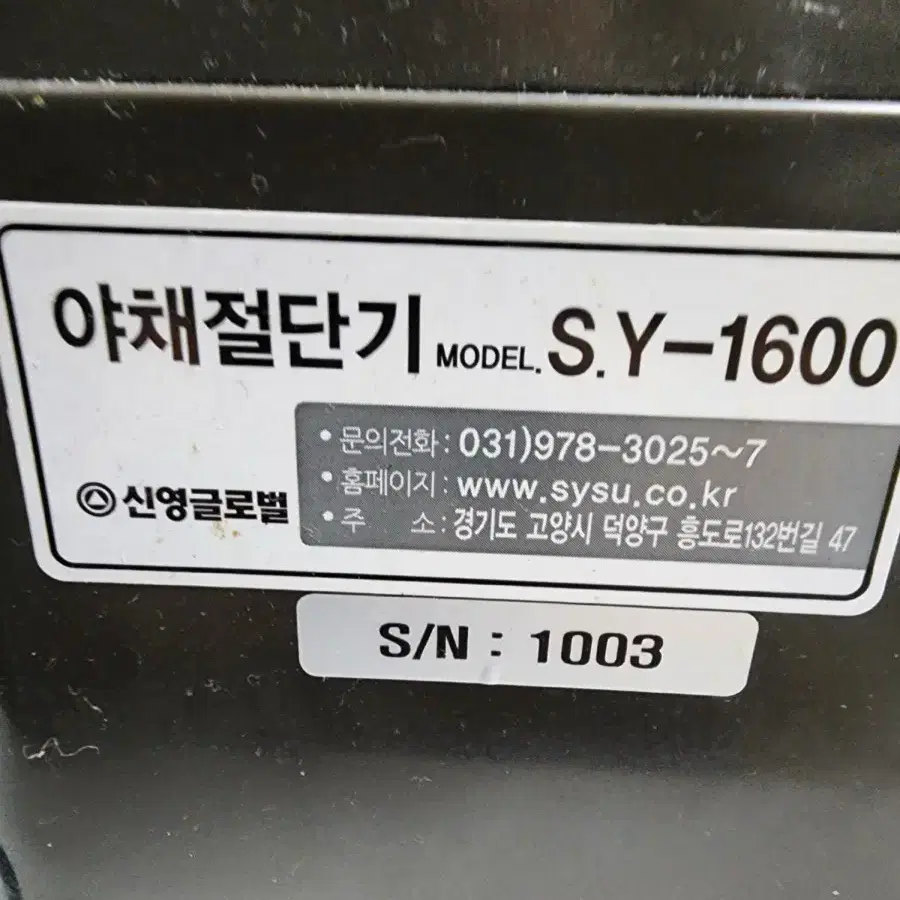 야채절단기 MODEL. S.Y-1600
• 문의전화 : 031)978-3025~7
• 홈페이지 : www.sysu.co.kr
신영글로벌
• 주 소 : 경기도 고양시 덕양구 흥도로132번길 47
S/N : 1003